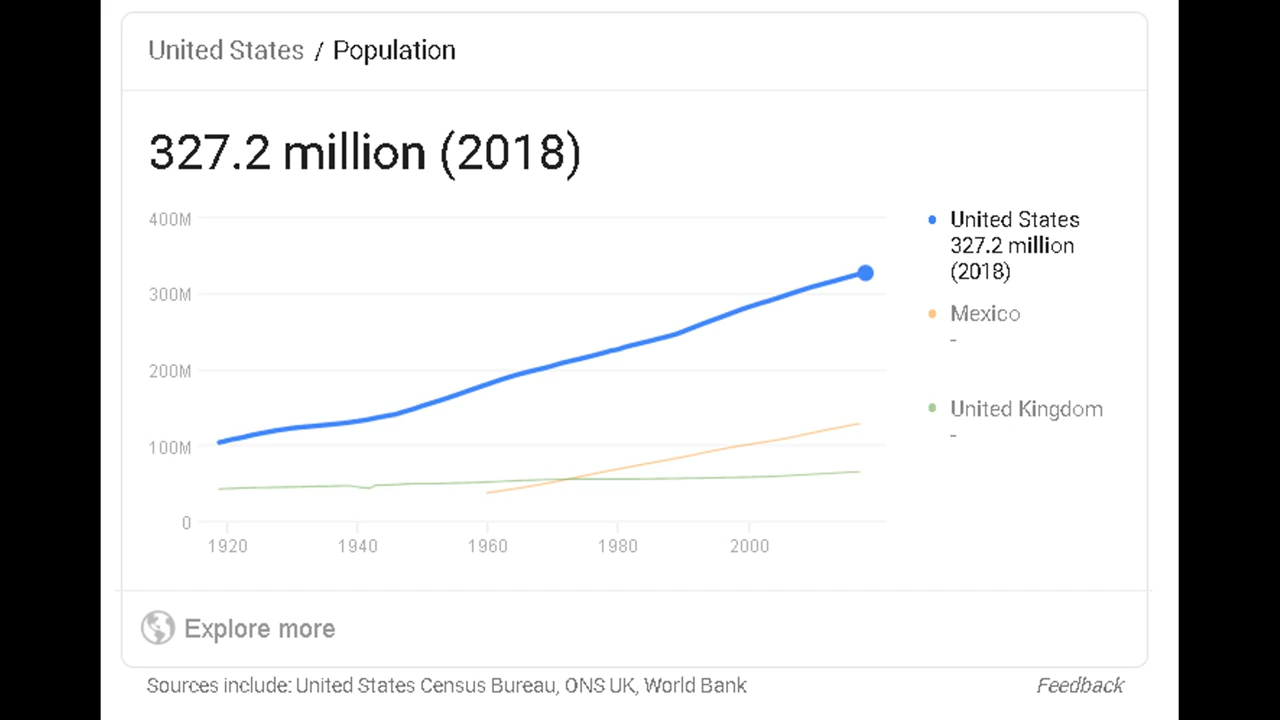 United States / Population
327.2 million (2018)
400M
300M
200M
100M
0
1920 1940 1960 1980 2000
United States
327.2 million
(2018)
Mexico
-
United Kingdom
-
Explore more
Sources include: United States Census Bureau, ONS UK, World Bank
Feedback